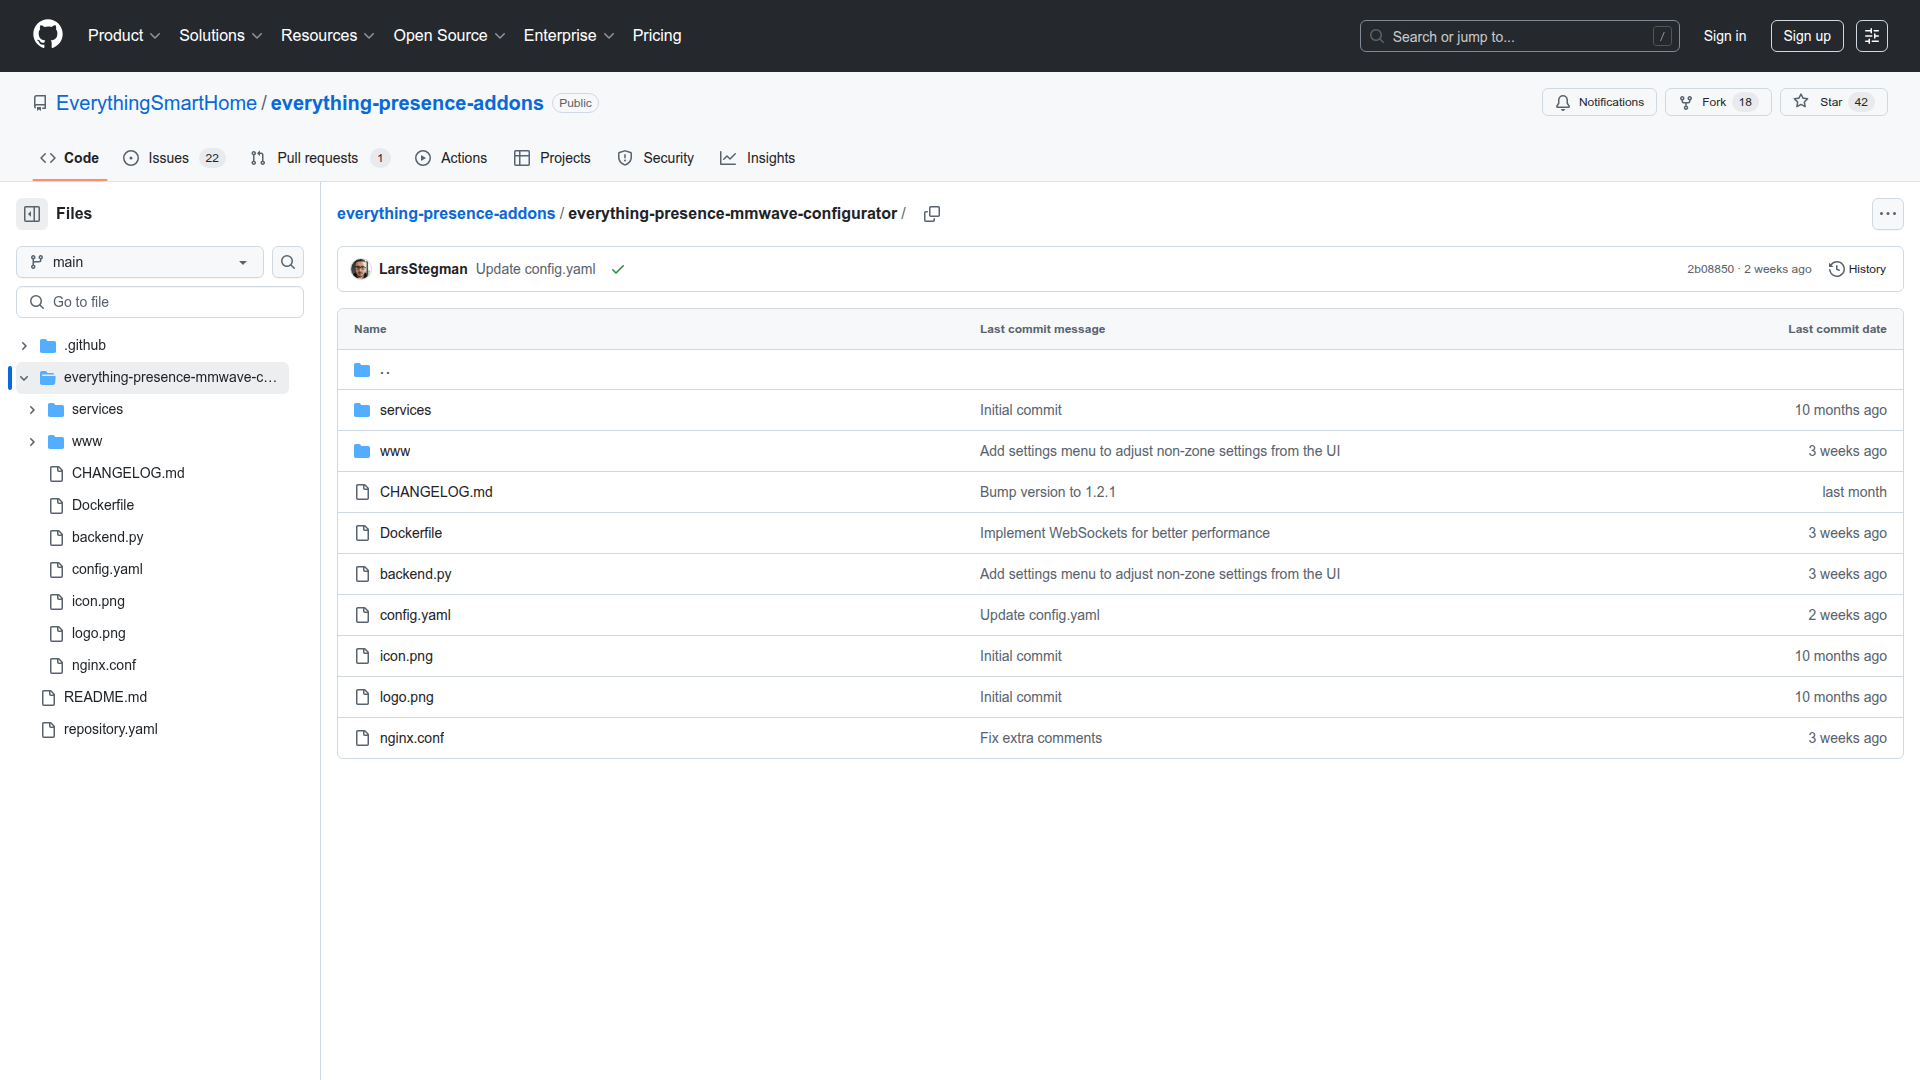 Product Solutions Resources Open Source Enterprise Pricing Search or jump to... / Sign in Sign up
EverythingSmartHome / everything-presence-addons Public Notifications Fork 18 Star 42
Code Issues 22 Pull requests 1 Actions Projects Security Insights
Files
main
Go to file
.github
everything-presence-mmwave-c...
services
www
CHANGELOG.md
Dockerfile
backend.py
config.yaml
icon.png
logo.png
nginx.conf
README.md
repository.yaml
everything-presence-addons / everything-presence-mmwave-configurator /
LarsStegman Update config.yaml 2b08850 · 2 weeks ago History
Name Last commit message Last commit date
..
services Initial commit 10 months ago
www Add settings menu to adjust non-zone settings from the UI 3 weeks ago
CHANGELOG.md Bump version to 1.2.1 last month
Dockerfile Implement WebSockets for better performance 3 weeks ago
backend.py Add settings menu to adjust non-zone settings from the UI 3 weeks ago
config.yaml Update config.yaml 2 weeks ago
icon.png Initial commit 10 months ago
logo.png Initial commit 10 months ago
nginx.conf Fix extra comments 3 weeks ago